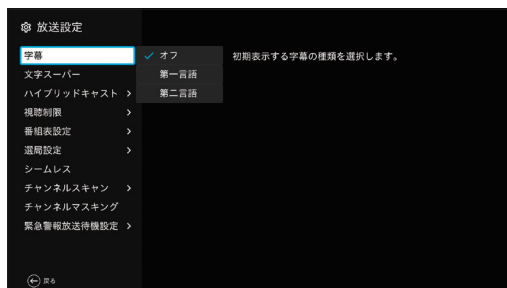 放送設定
字幕
文字スーパー
ハイブリッドキャスト
視聴制限
番組表設定
選局設定
シームレス
チャンネルスキャン
チャンネルマスキング
緊急警報放送待機設定
オフ
第一言語
第二言語
初期表示する字幕の種類を選択します。
戻る